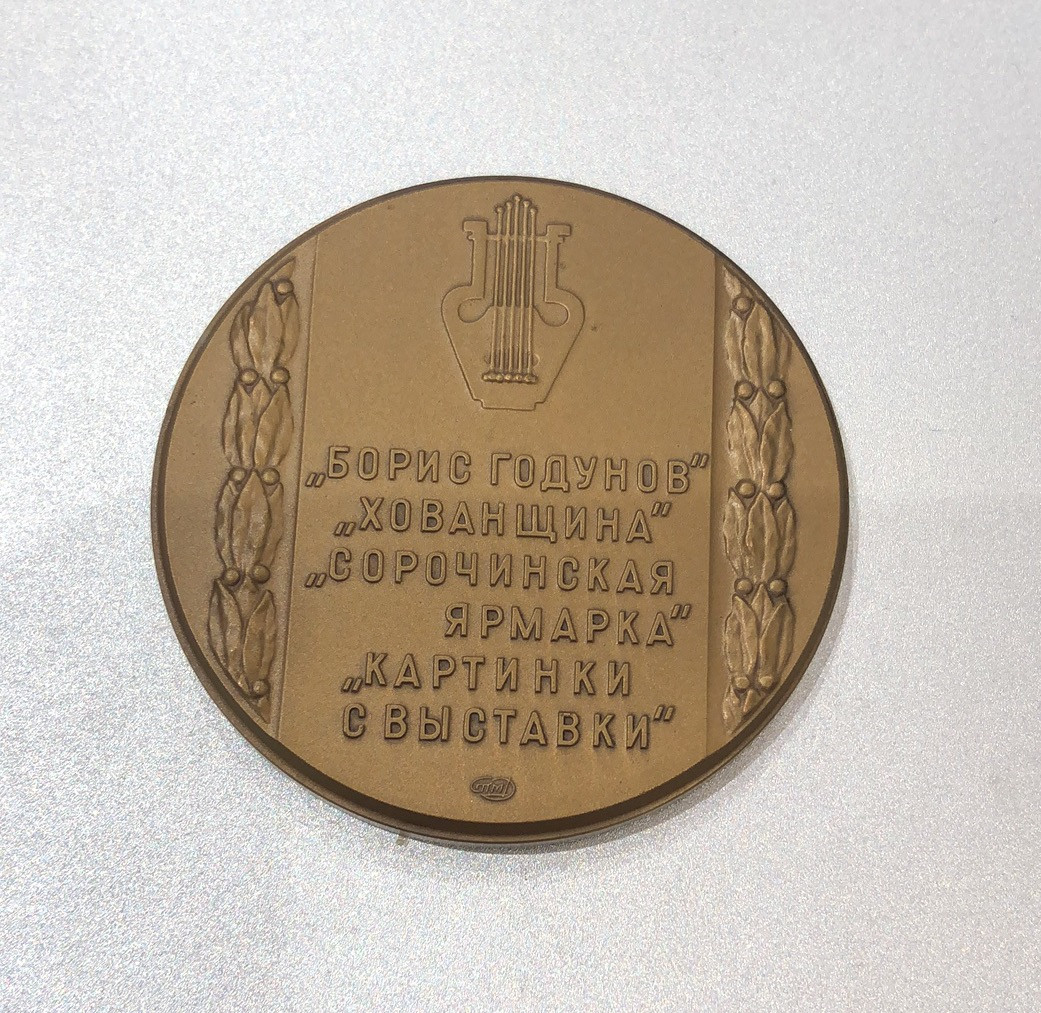 „БОРИС ГОДУНОВ"
„ХОВАНЩИНА"
„СОРОЧИНСКАЯ
ЯРМАРКА"
„КАРТИНКИ
С ВЫСТАВКИ"